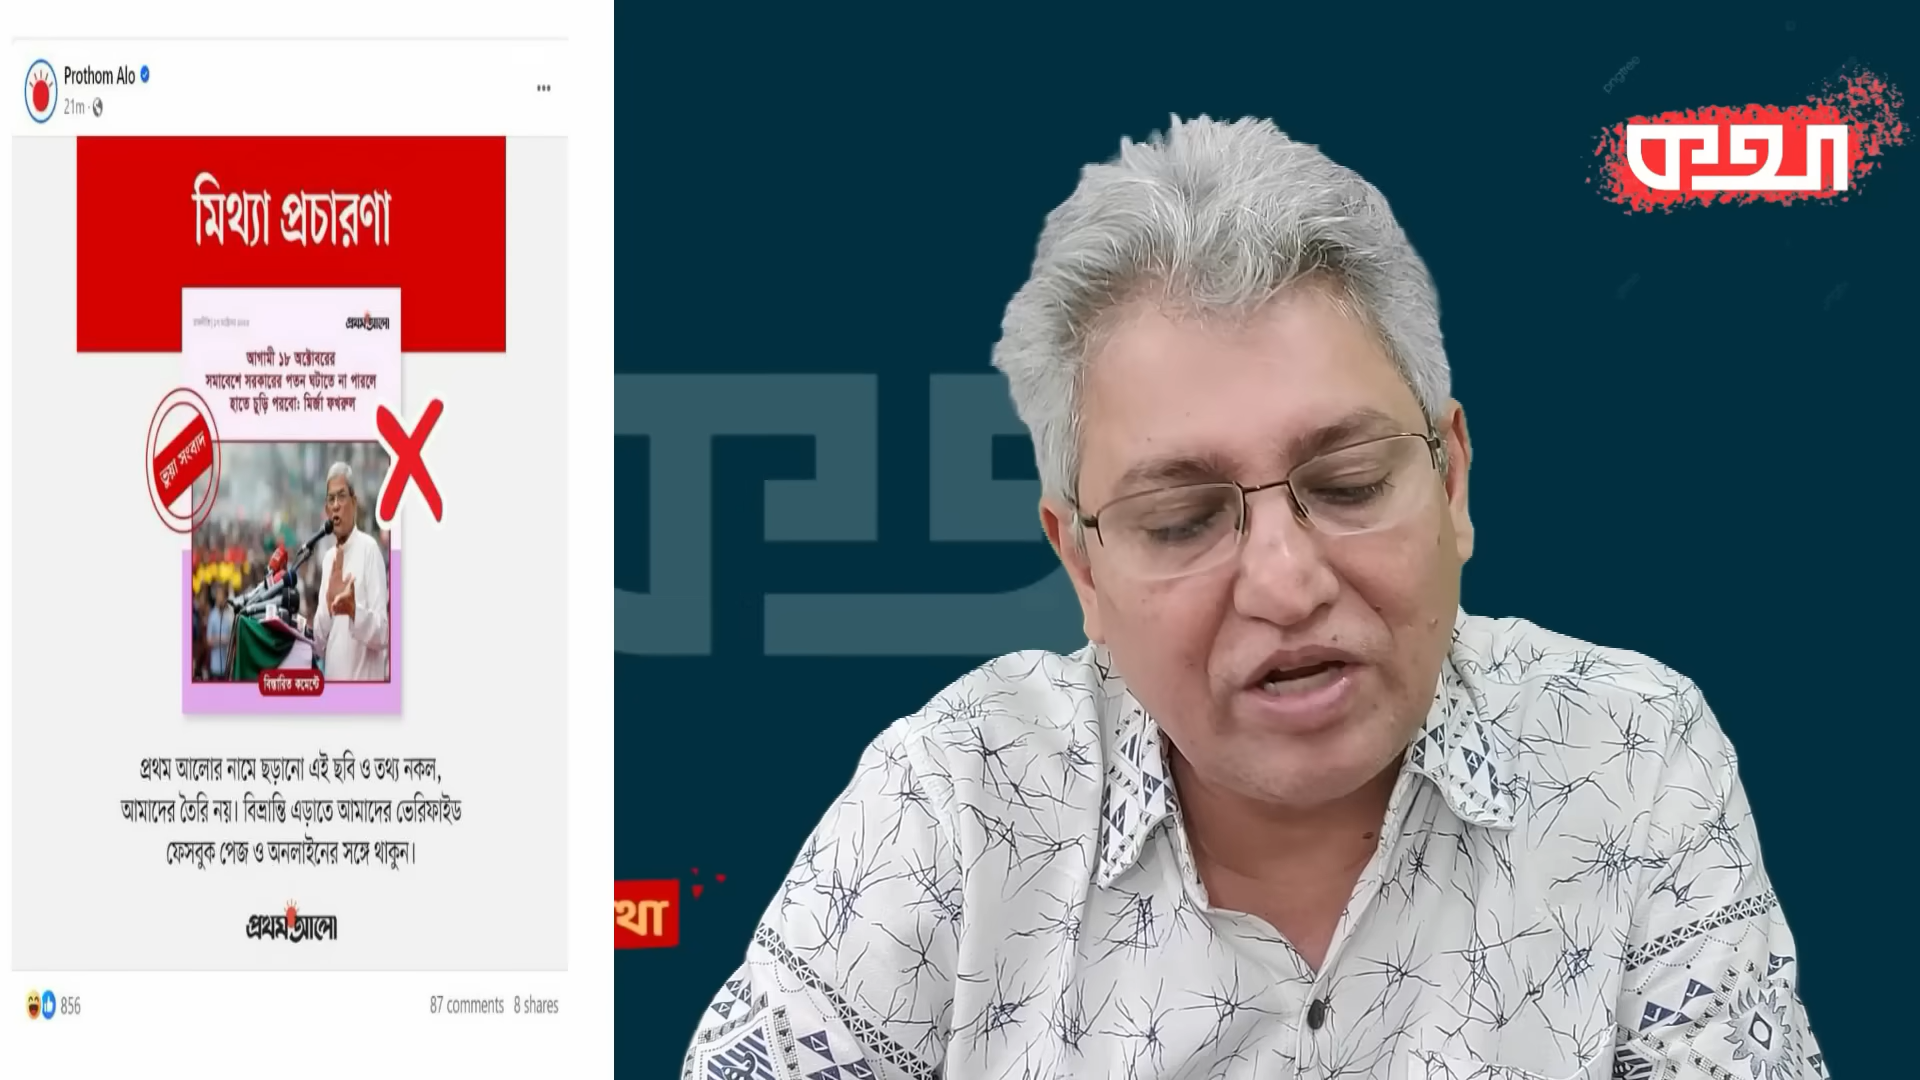 Prothom Alo
21m
মিথ্যা প্রচারণা
প্রথম আলো
আগামী ১৮ অক্টোবরের
সমাবেশে সরকারের পতন ঘটাতে না পারলে
হাতে চুড়ি পরবো: মির্জা ফখরুল
ভুয়া সংবাদ
বিস্তারিত কমেন্টে
প্রথম আলোর নামে ছড়ানো এই ছবি ও তথ্য নকল,
আমাদের তৈরি নয়। বিভ্রান্তি এড়াতে আমাদের ভেরিফাইড
ফেসবুক পেজ ও অনলাইনের সঙ্গে থাকুন।
প্রথম আলো
856
87 comments 8 shares
থা
pngtree